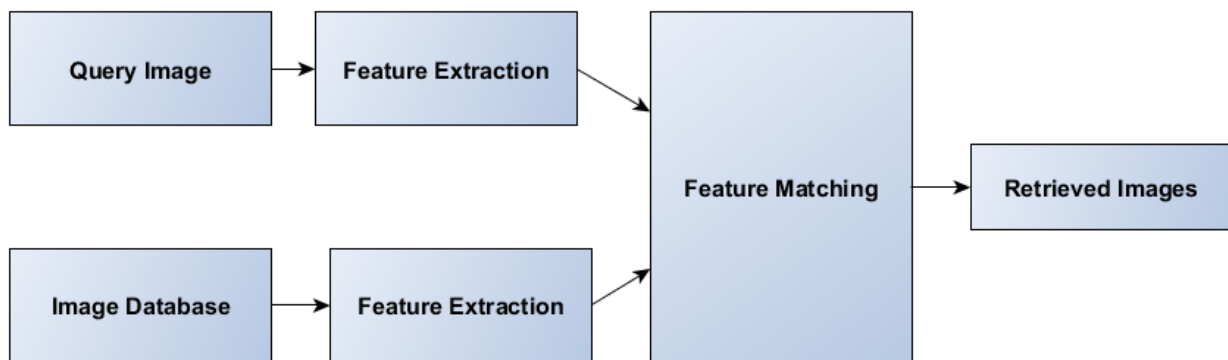 Query Image
Feature Extraction
Feature Matching
Retrieved Images
Image Database
Feature Extraction